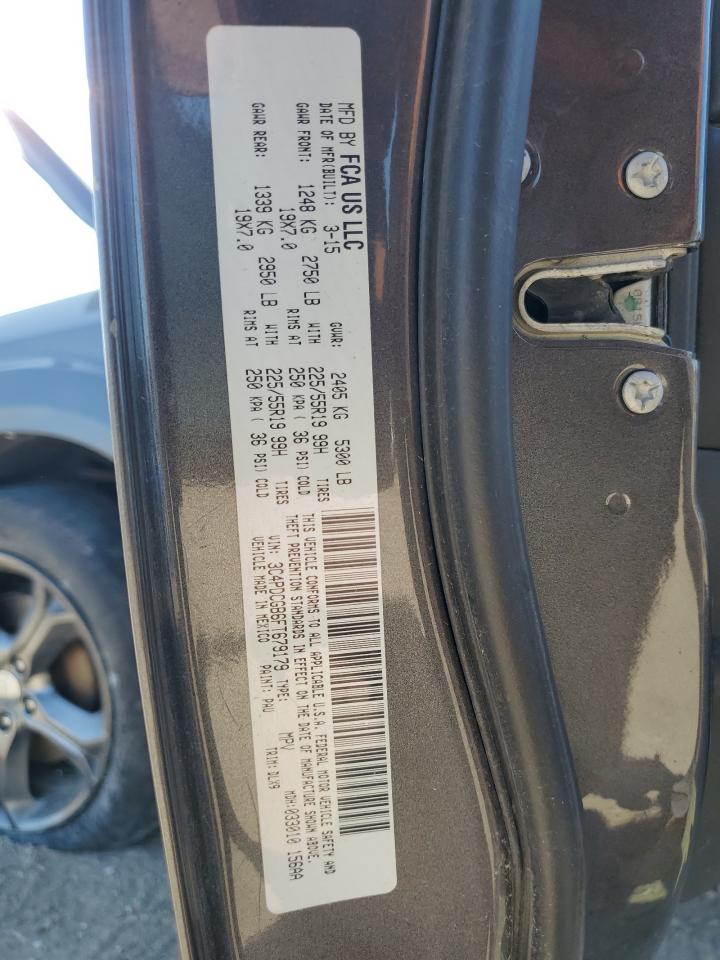 MFD BY FCA US LLC
DATE OF MFR(BUILT): 3-15 GVWR: 2405 KG 5300 LB
GAWR FRONT: 1248 KG 2750 LB WITH 225/55R19 99H TIRES
19X7.0 RIMS AT 250 KPA ( 36 PSI) COLD
GAWR REAR: 1339 KG 2950 LB WITH 225/55R19 99H TIRES
19X7.0 RIMS AT 250 KPA ( 36 PSI) COLD
THIS VEHICLE CONFORMS TO ALL APPLICABLE U.S.A. FEDERAL MOTOR VEHICLE SAFETY AND
THEFT PREVENTION STANDARDS IN EFFECT ON THE DATE OF MANUFACTURE SHOWN ABOVE.
VIN: 3C4PDCGB6FT679179 TYPE: MPV MDH:033010 156AA
VEHICLE MADE IN MEXICO PAINT: PAU TRIM:DLX9